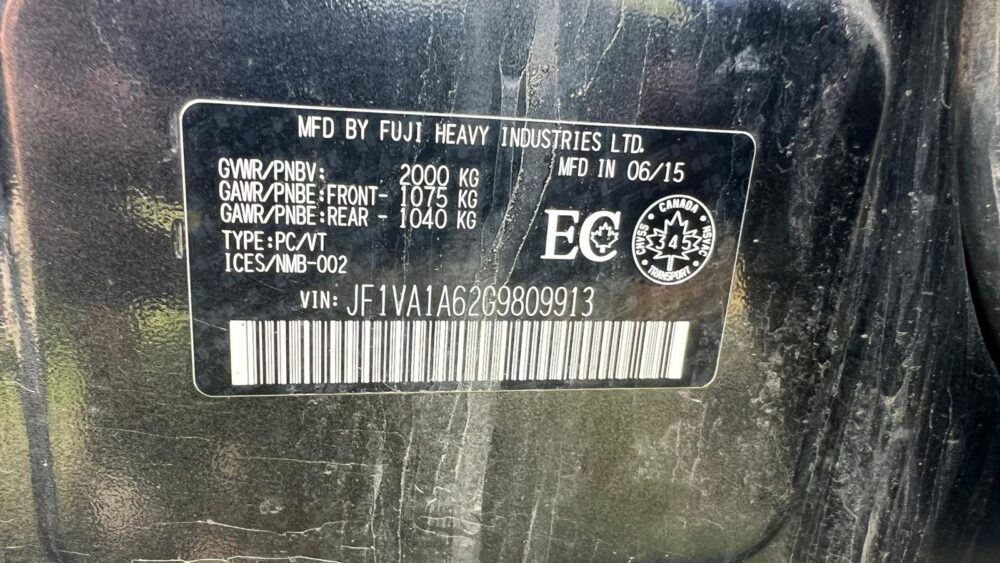 MFD BY FUJI HEAVY INDUSTRIES LTD.
GVWR/PNBV: 2000 KG MFD IN 06/15
GAWR/PNBE:FRONT- 1075 KG
GAWR/PNBE:REAR - 1040 KG
TYPE:PC/VT
ICES/NMB-002
EC
CANADA
CMVSS 345 NSVAC
TRANSPORT
VIN: JF1VA1A62G9809913